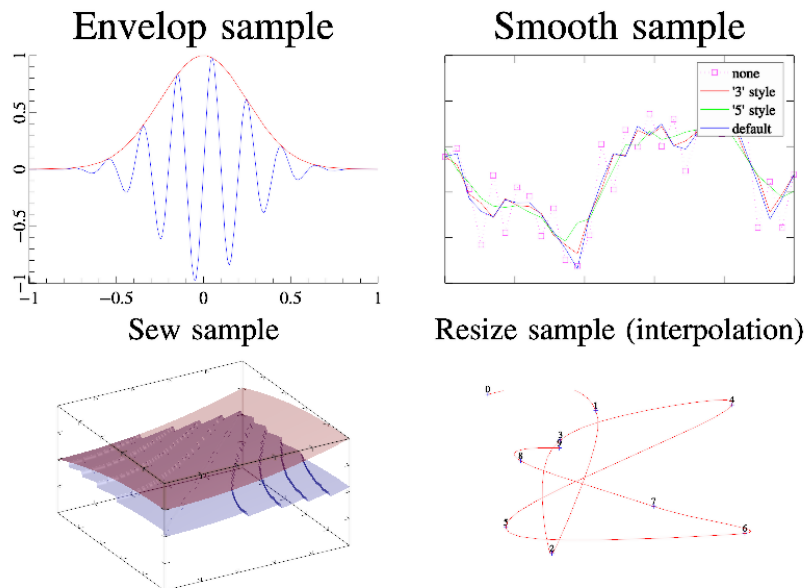 Envelop sample
Smooth sample
1
0.5
0
−0.5
−1
−1
−0.5
0
0.5
1
none
'3' style
'5' style
default
Sew sample
Resize sample (interpolation)
0
1
4
3
9
8
7
5
6
2